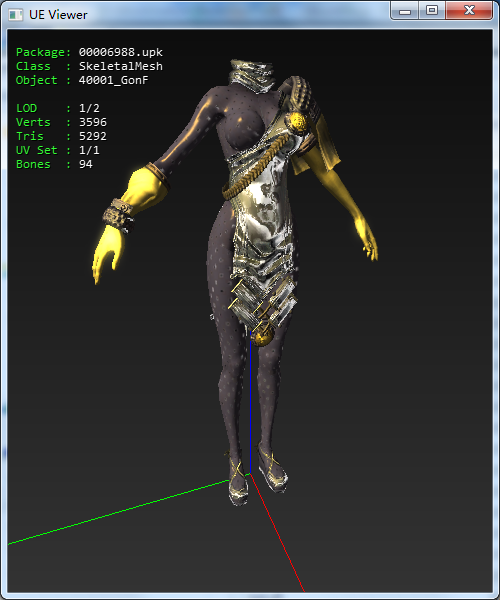 UE Viewer
Package: 00006988.upk
Class : SkeletalMesh
Object : 40001_GonF
LOD : 1/2
Verts : 3596
Tris : 5292
UV Set : 1/1
Bones : 94